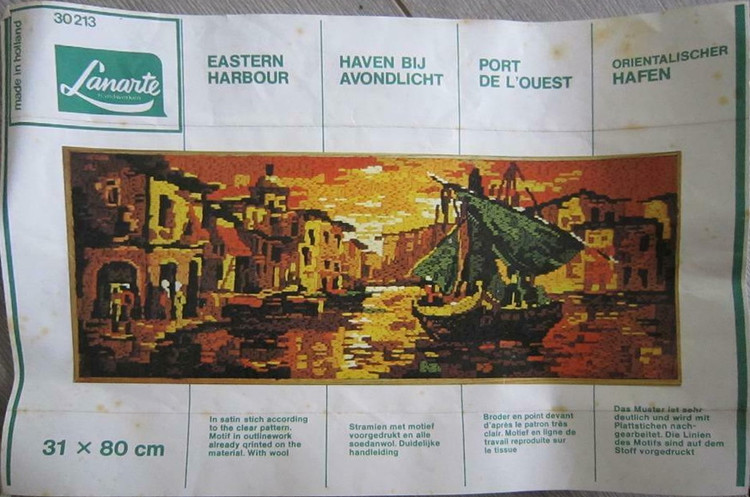 made in holland
30213
Lanarte
EASTERN
HARBOUR
HAVEN BIJ
AVONDLICHT
PORT
DE L'OUEST
ORIENTALISCHER
HAFEN
31 × 80 cm
In satin stich according
to the clear pattern.
Motif in outlinework
already qrinted on the
material. With wool
Stramien mat motief
voorgedrukt en alle
soedanwol. Duidelijke
handleiding
Broder en point devant
d'après le patron très
clair. Motief en ligne de
travail reproduite sur
le tissue
Das Muster ist sehr
deutlich und wird mit
Plattstichen nach-
gearbeitet. Die Linien
des Motifs sind auf dem
Stoff vorgedruckt